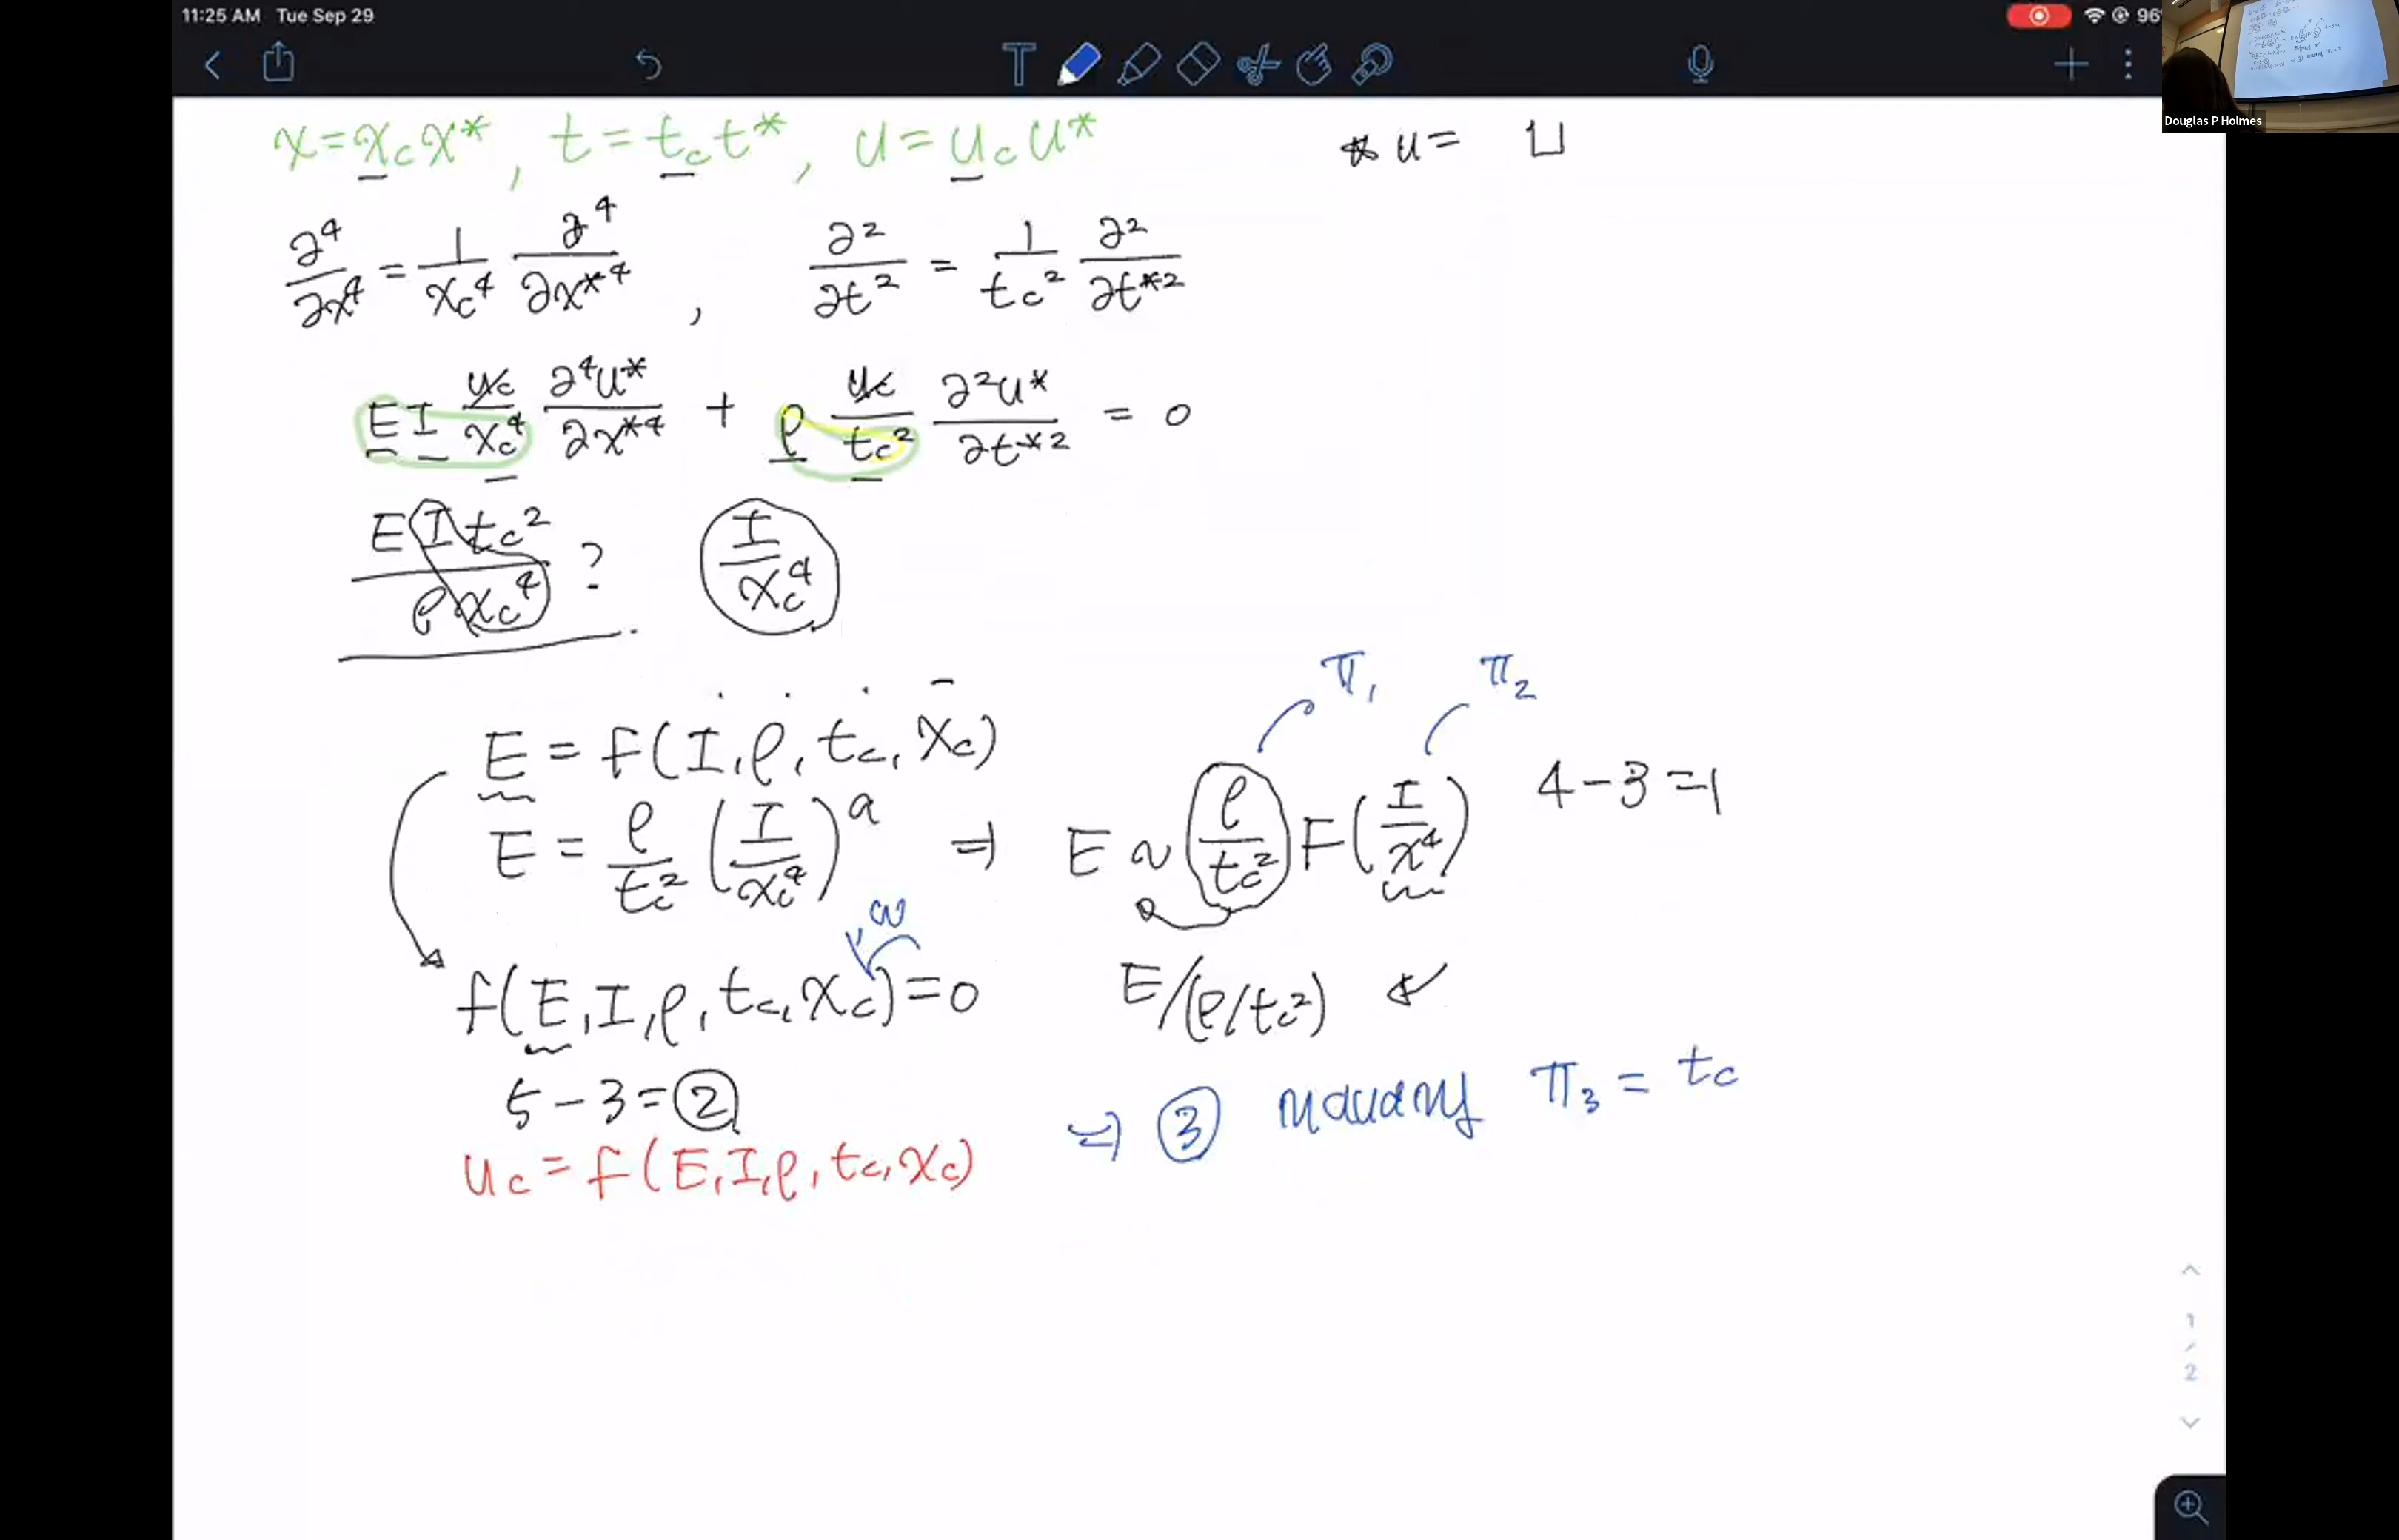 11:25 AM Tue Sep 29
96
Douglas P Holmes
x = x_c x*, t = t_c t*, u = u_c u*
* u = U
∂⁴/∂x⁴ = 1/x_c⁴ ∂⁴/∂x*⁴ , ∂²/∂t² = 1/t_c² ∂²/∂t*²
EI u_c/x_c⁴ ∂⁴u*/∂x*⁴ + ρ u_c/t_c² ∂²u*/∂t*² = 0
EI t_c²/ρ x_c⁴ ? I/x_c⁴
π₁ π₂
E = f(I, ρ, t_c, x_c)
E = ρ/t_c² (I/x_c⁴)^a ⇒ E ~ ρ/t_c² F(I/x⁴) 4-3=1
f(E, I, ρ, t_c, x_c) = 0 E/(ρ/t_c²)
5-3=2
⇒ 3 π₃ = t_c
u_c = f(E, I, ρ, t_c, x_c)
1
/
2